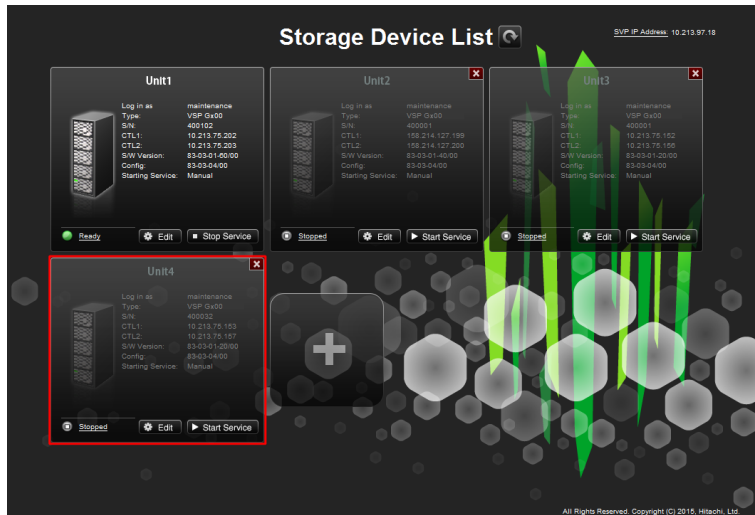 Storage Device List
SVP IP Address: 10.213.97.18
Unit1
Log in as maintenance
Type: VSP Gx00
S/N: 400102
CTL1: 10.213.75.202
CTL2: 10.213.75.203
S/W Version: 83-03-01-60/00
Config: 83-03-04/00
Starting Service: Manual
Ready Edit Stop Service
Unit2
Log in as maintenance
Type: VSP Gx00
S/N: 400001
CTL1: 158.214.127.199
CTL2: 158.214.127.200
S/W Version: 83-03-01-40/00
Config: 83-03-04/00
Starting Service: Manual
Stopped Edit Start Service
Unit3
Log in as maintenance
Type: VSP Gx00
S/N: 400001
CTL1: 10.213.75.152
CTL2: 10.213.75.156
S/W Version: 83-03-01-20/00
Config: 83-03-04/00
Starting Service: Manual
Stopped Edit Start Service
Unit4
Log in as maintenance
Type: VSP Gx00
S/N: 400032
CTL1: 10.213.75.153
CTL2: 10.213.75.157
S/W Version: 83-03-01-20/00
Config: 83-03-04/00
Starting Service: Manual
Stopped Edit Start Service
All Rights Reserved. Copyright (C) 2015, Hitachi, Ltd.